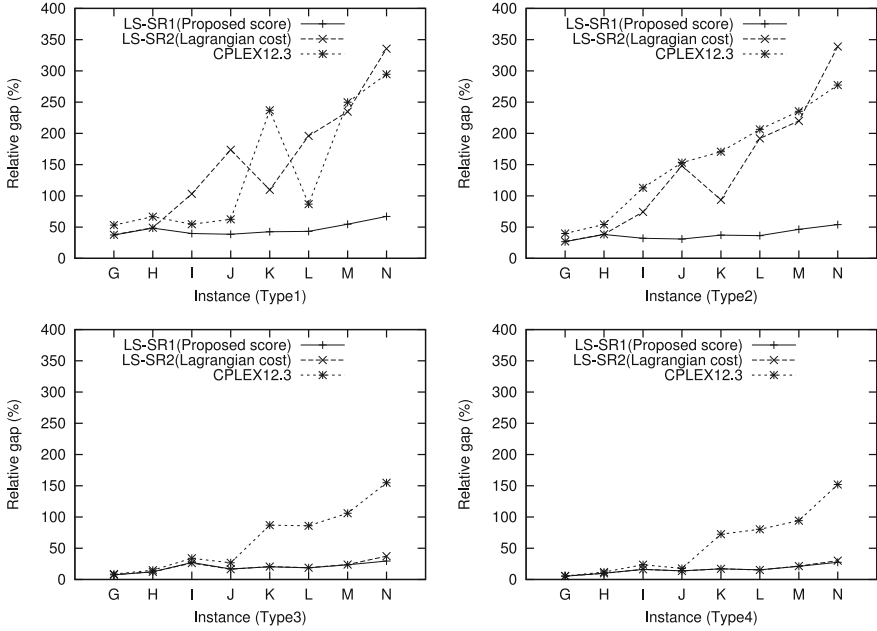 400
350
300
250
200
150
100
50
0
Relative gap (%)
LS-SR1(Proposed score)
LS-SR2(Lagrangian cost)
CPLEX12.3
G H I J K L M N
Instance (Type1)
400
350
300
250
200
150
100
50
0
Relative gap (%)
LS-SR1(Proposed score)
LS-SR2(Lagragian cost)
CPLEX12.3
G H I J K L M N
Instance (Type2)
400
350
300
250
200
150
100
50
0
Relative gap (%)
LS-SR1(Proposed score)
LS-SR2(Lagrangian cost)
CPLEX12.3
G H I J K L M N
Instance (Type3)
400
350
300
250
200
150
100
50
0
Relative gap (%)
LS-SR1(Proposed score)
LS-SR2(Lagrangian cost)
CPLEX12.3
G H I J K L M N
Instance (Type4)